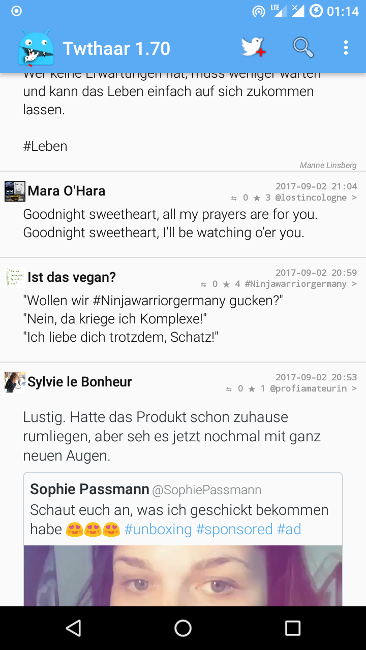 LTE 01:14
Twthaar 1.70
Wer keine Erwartungen hat, muss weniger warten
und kann das Leben einfach auf sich zukommen
lassen.
#Leben
Manne Linsberg
Mara O'Hara
2017-09-02 21:04
⇆ 0 ★ 3 @lostincologne >
Goodnight sweetheart, all my prayers are for you.
Goodnight sweetheart, I'll be watching o'er you.
Ist das vegan?
2017-09-02 20:59
⇆ 0 ★ 4 #Ninjawarriorgermany >
"Wollen wir #Ninjawarriorgermany gucken?"
"Nein, da kriege ich Komplexe!"
"Ich liebe dich trotzdem, Schatz!"
Sylvie le Bonheur
2017-09-02 20:53
⇆ 0 ★ 1 @profiamateurin >
Lustig. Hatte das Produkt schon zuhause
rumliegen, aber seh es jetzt nochmal mit ganz
neuen Augen.
Sophie Passmann @SophiePassmann
Schaut euch an, was ich geschickt bekommen
habe 😍😍😍 #unboxing #sponsored #ad